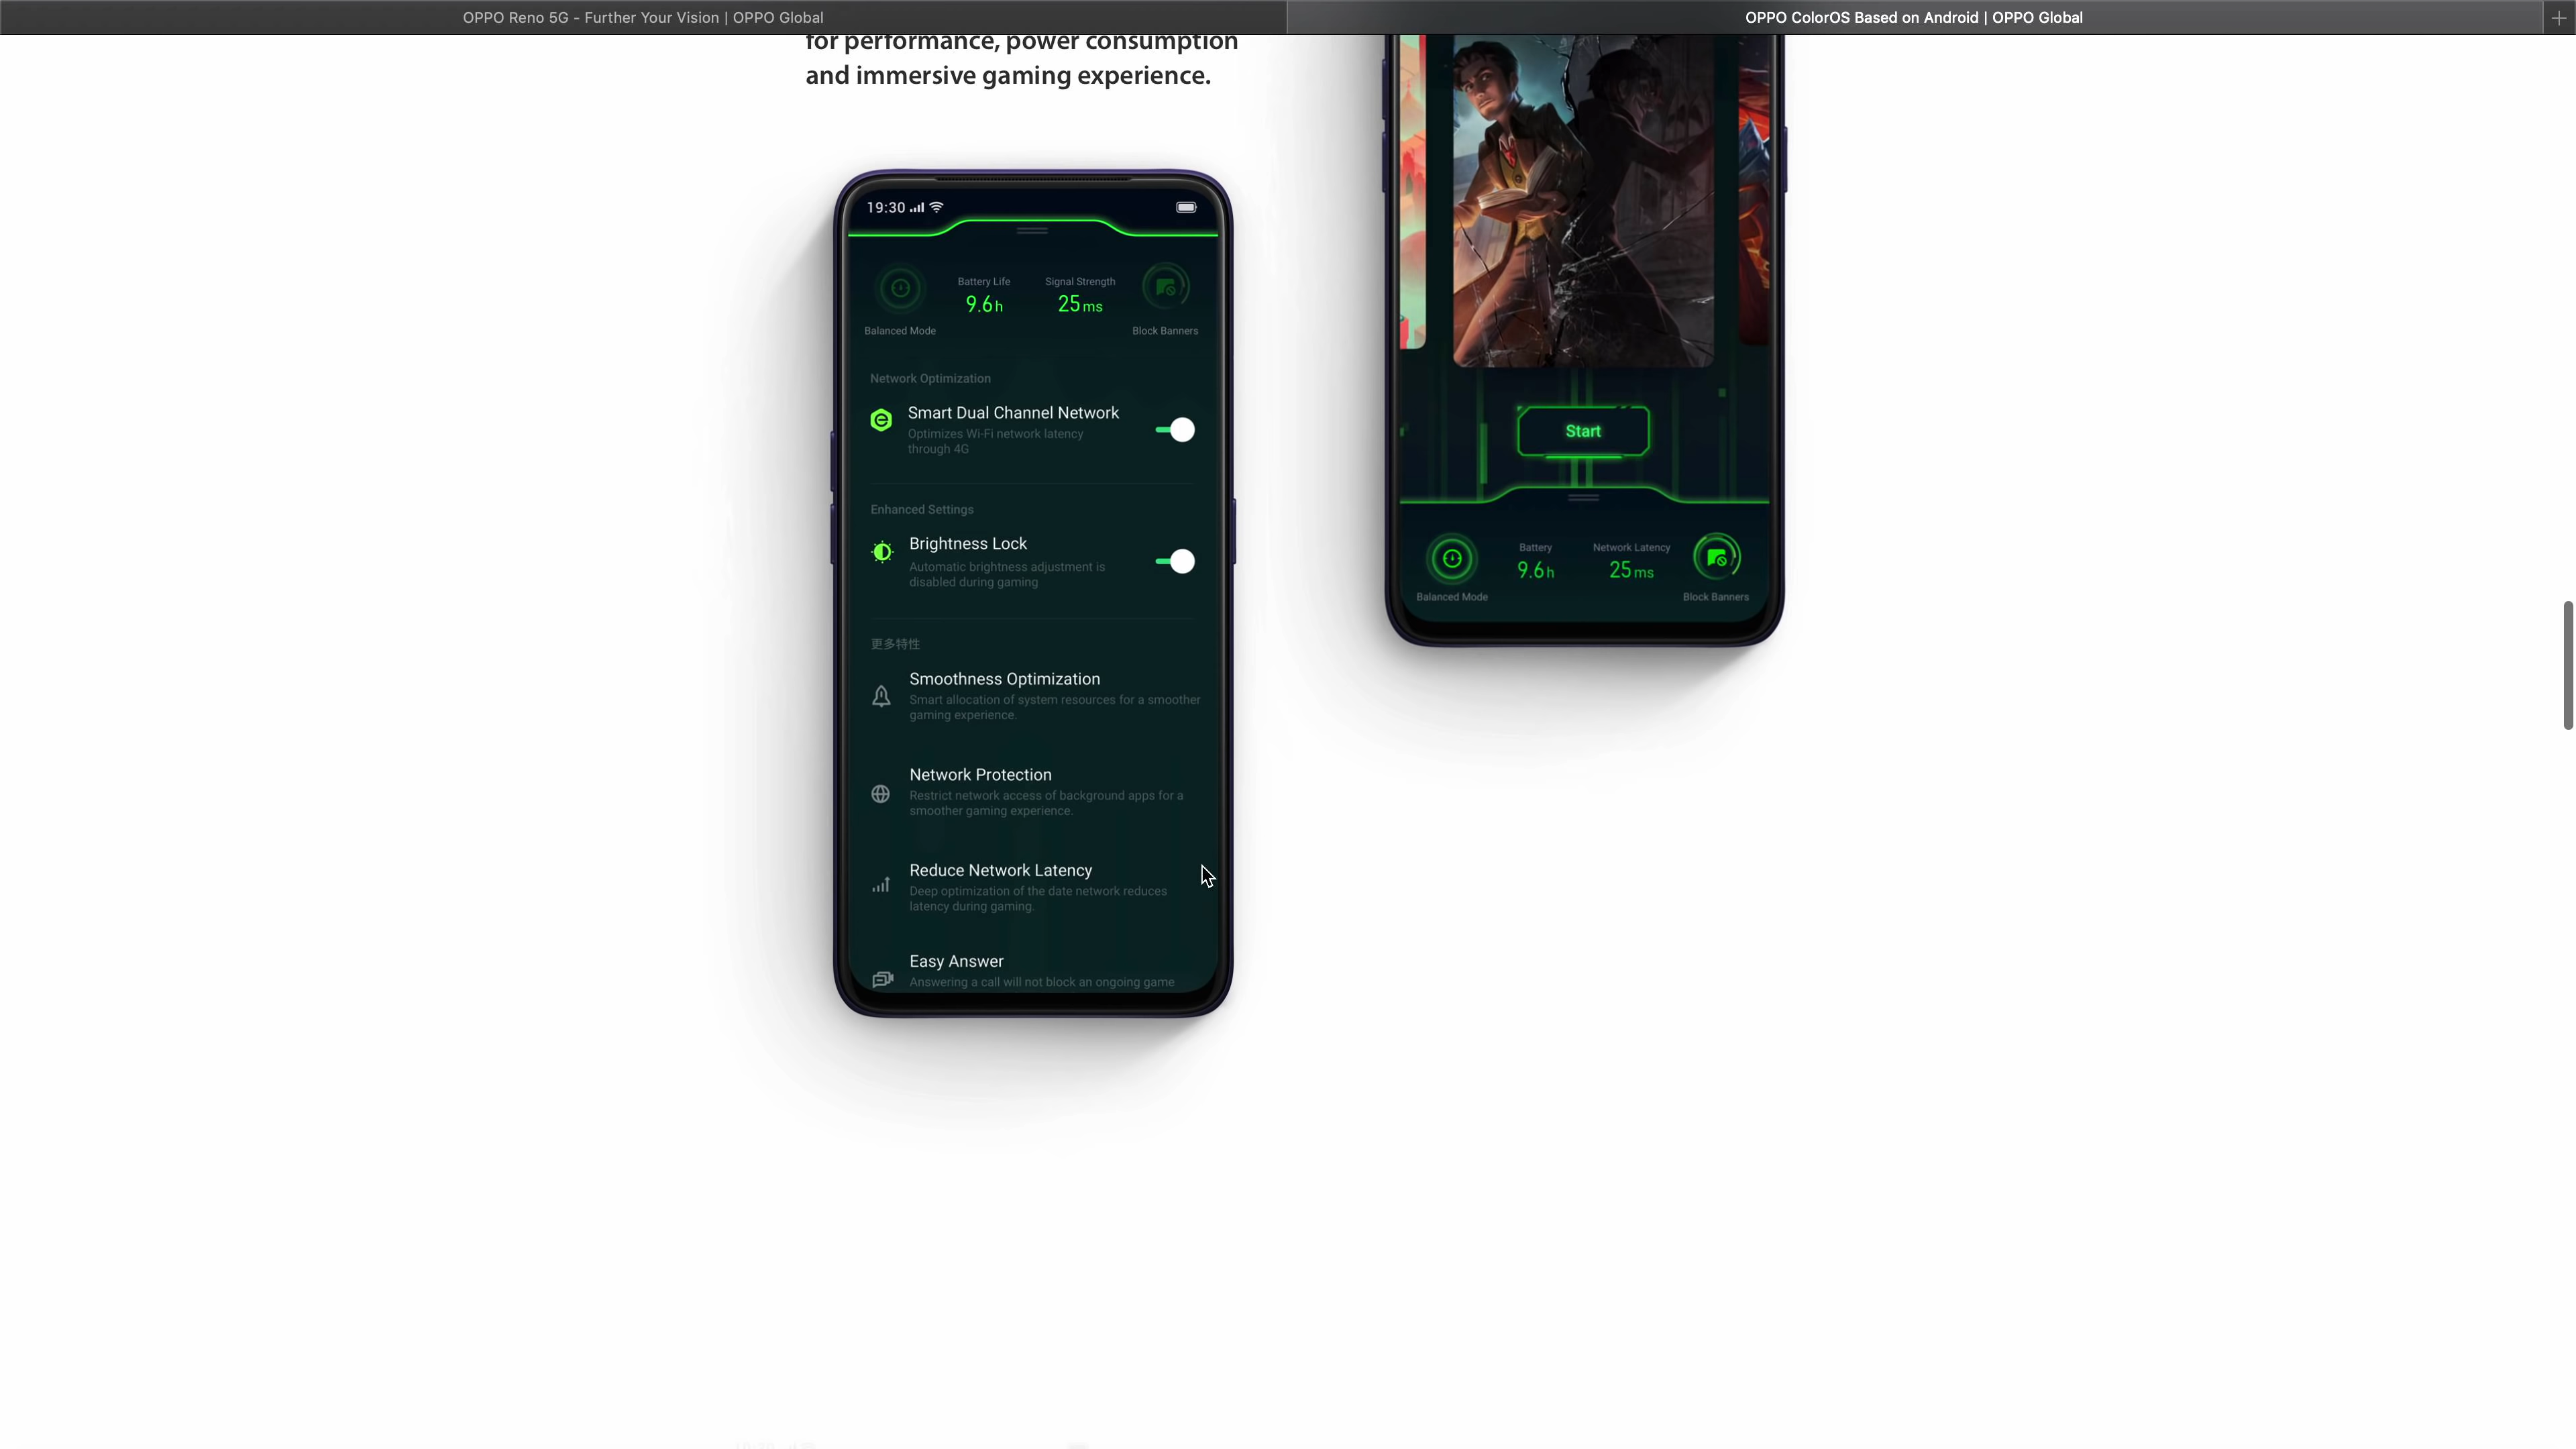 OPPO Reno 5G - Further Your Vision | OPPO Global
OPPO ColorOS Based on Android | OPPO Global
for performance, power consumption
and immersive gaming experience.
19:30
Battery Life
Signal Strength
9.6h
25ms
Balanced Mode
Block Banners
Network Optimization
Smart Dual Channel Network
Optimizes Wi-Fi network latency
through 4G
Enhanced Settings
Brightness Lock
Automatic brightness adjustment is
disabled during gaming
更多特性
Smoothness Optimization
Smart allocation of system resources for a smoother
gaming experience.
Network Protection
Restrict network access of background apps for a
smoother gaming experience.
Reduce Network Latency
Deep optimization of the date network reduces
latency during gaming.
Easy Answer
Answering a call will not block an ongoing game
Start
Battery
Network Latency
9.6h
25ms
Balanced Mode
Block Banners